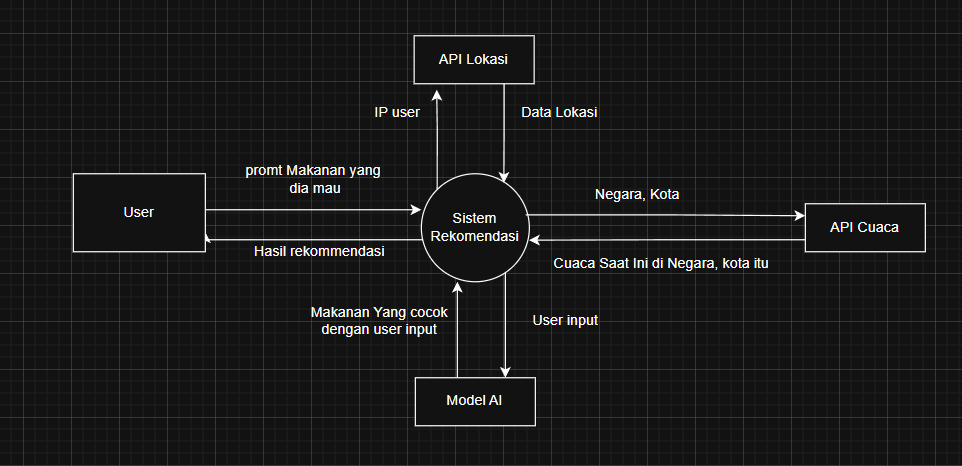 API Lokasi
IP user
Data Lokasi
promt Makanan yang
dia mau
User
Hasil rekommendasi
Sistem
Rekomendasi
Negara, Kota
API Cuaca
Cuaca Saat Ini di Negara, kota itu
Makanan Yang cocok
dengan user input
User input
Model AI